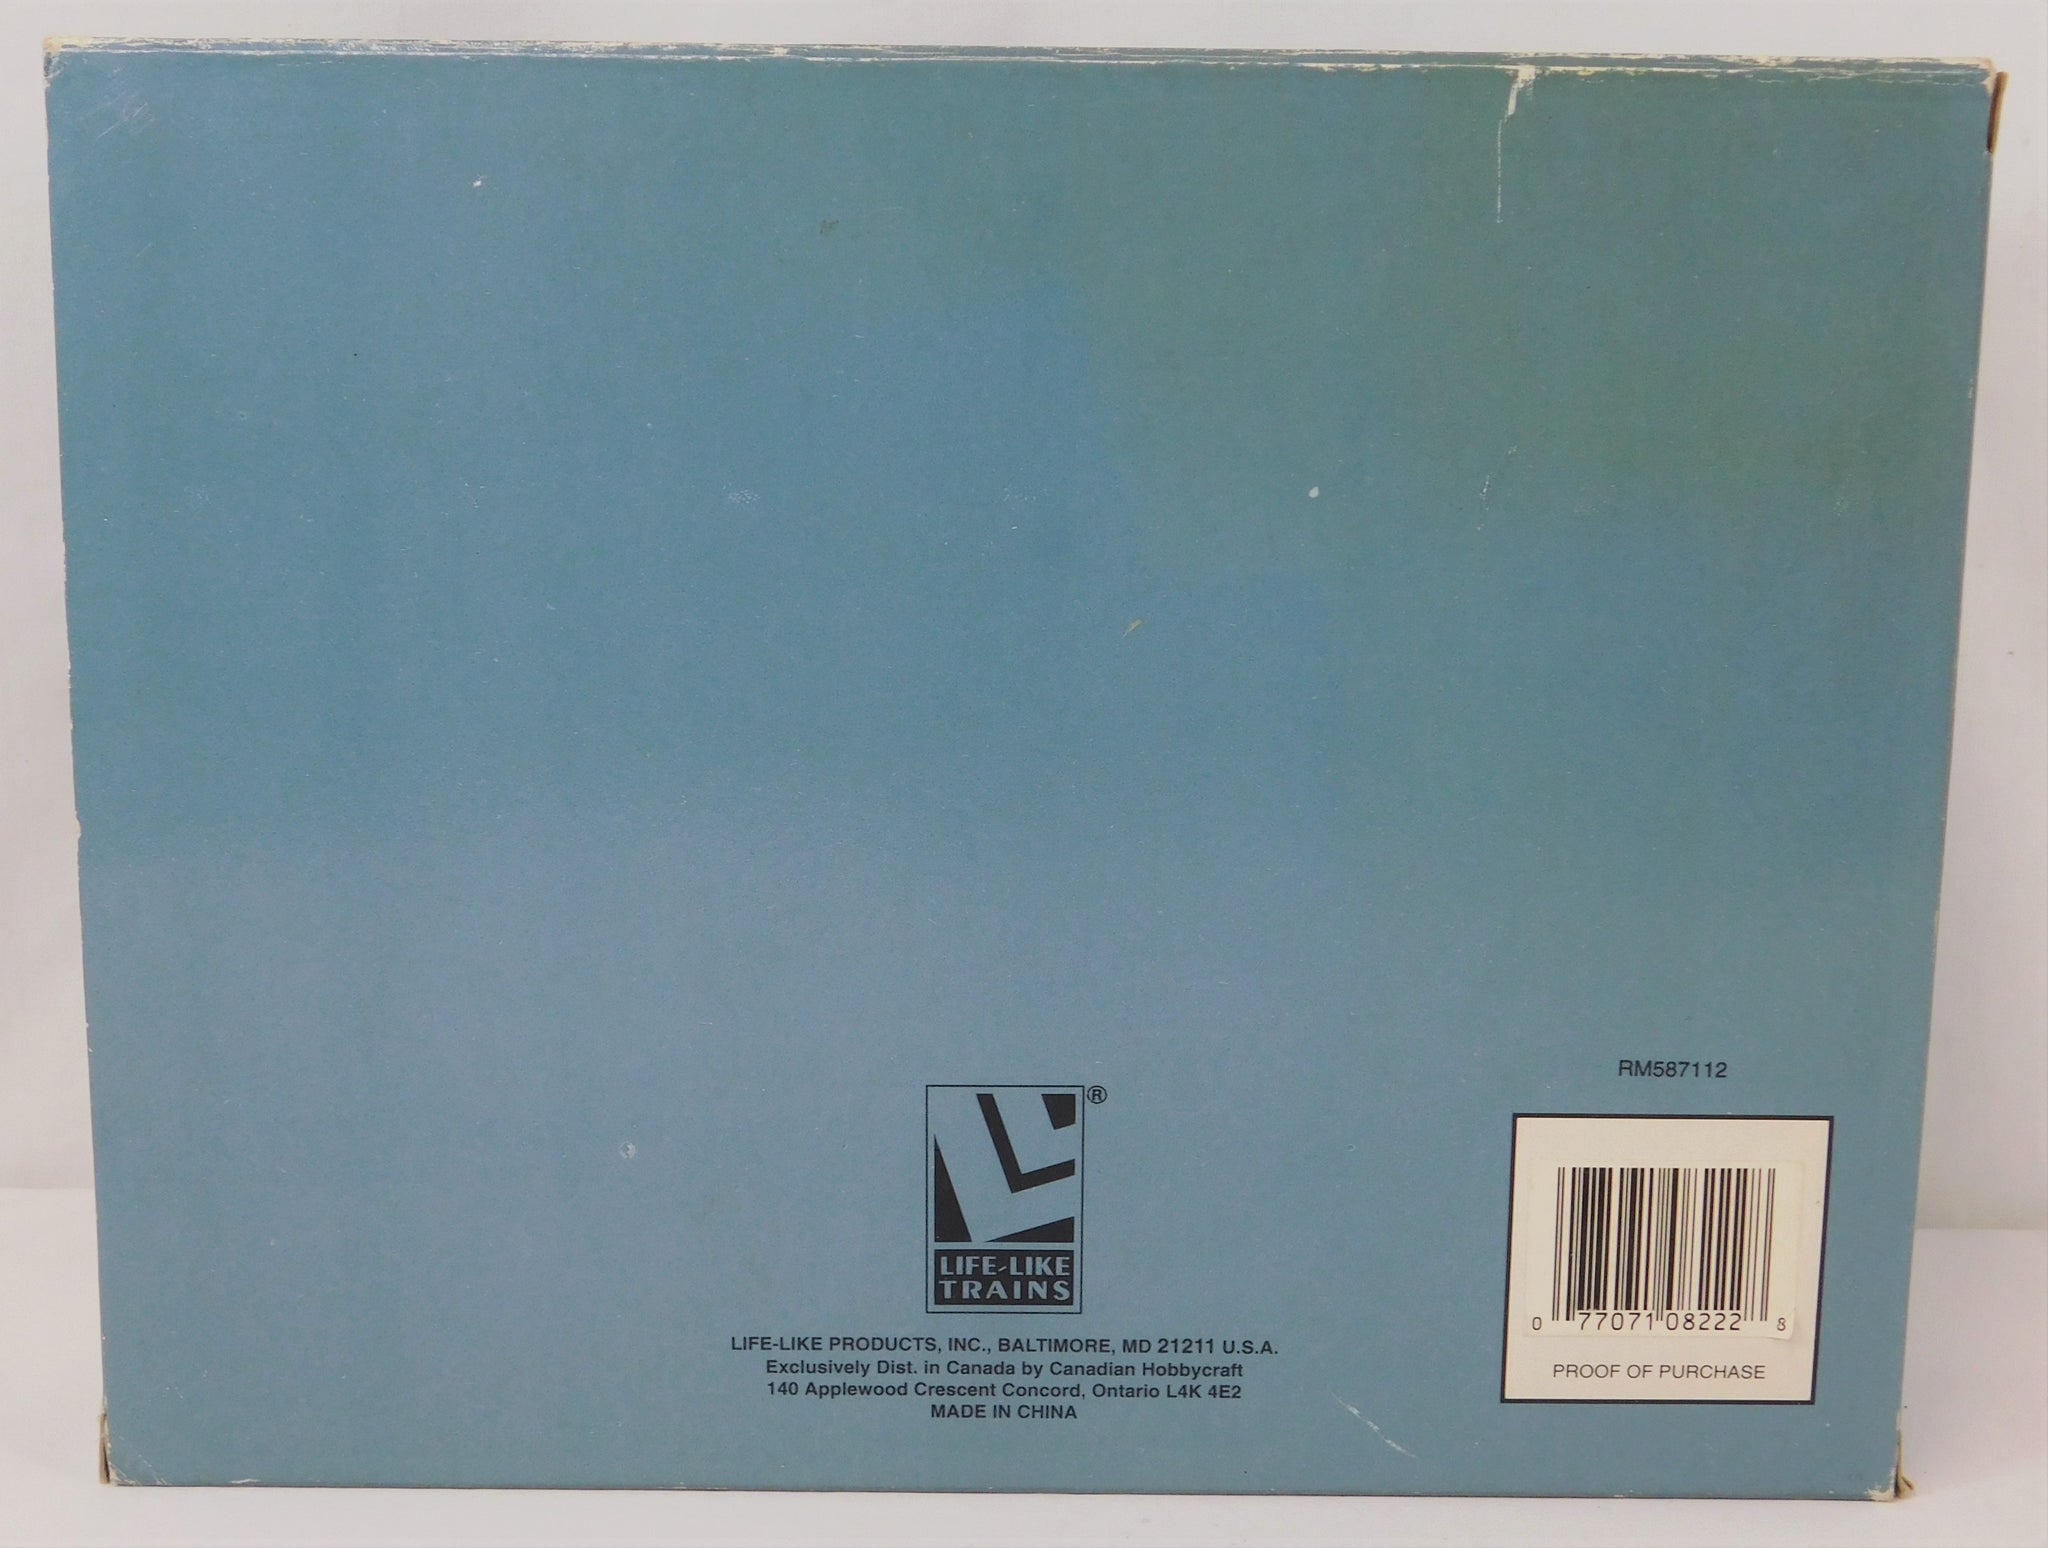 RM587112
®
LIFE-LIKE
TRAINS
LIFE-LIKE PRODUCTS, INC., BALTIMORE, MD 21211 U.S.A.
Exclusively Dist. in Canada by Canadian Hobbycraft
140 Applewood Crescent Concord, Ontario L4K 4E2
MADE IN CHINA
0 77071 08222 8
PROOF OF PURCHASE